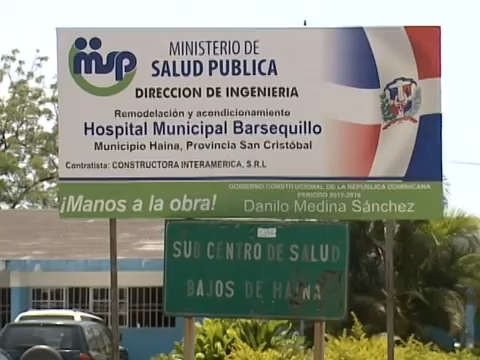 msp
MINISTERIO DE
SALUD PUBLICA
DIRECCION DE INGENIERIA
Remodelación y acondicionamiento
Hospital Municipal Barsequillo
Municipio Haina, Provincia San Cristóbal
Contratista: CONSTRUCTORA INTERAMERICA, S.R.L
GOBIERNO CONSTITUCIONAL DE LA REPUBLICA DOMINICANA
PERIODO 2012-2016
¡Manos a la obra! Danilo Medina Sánchez
SUB CENTRO DE SALUD
BAJOS DE HAINA